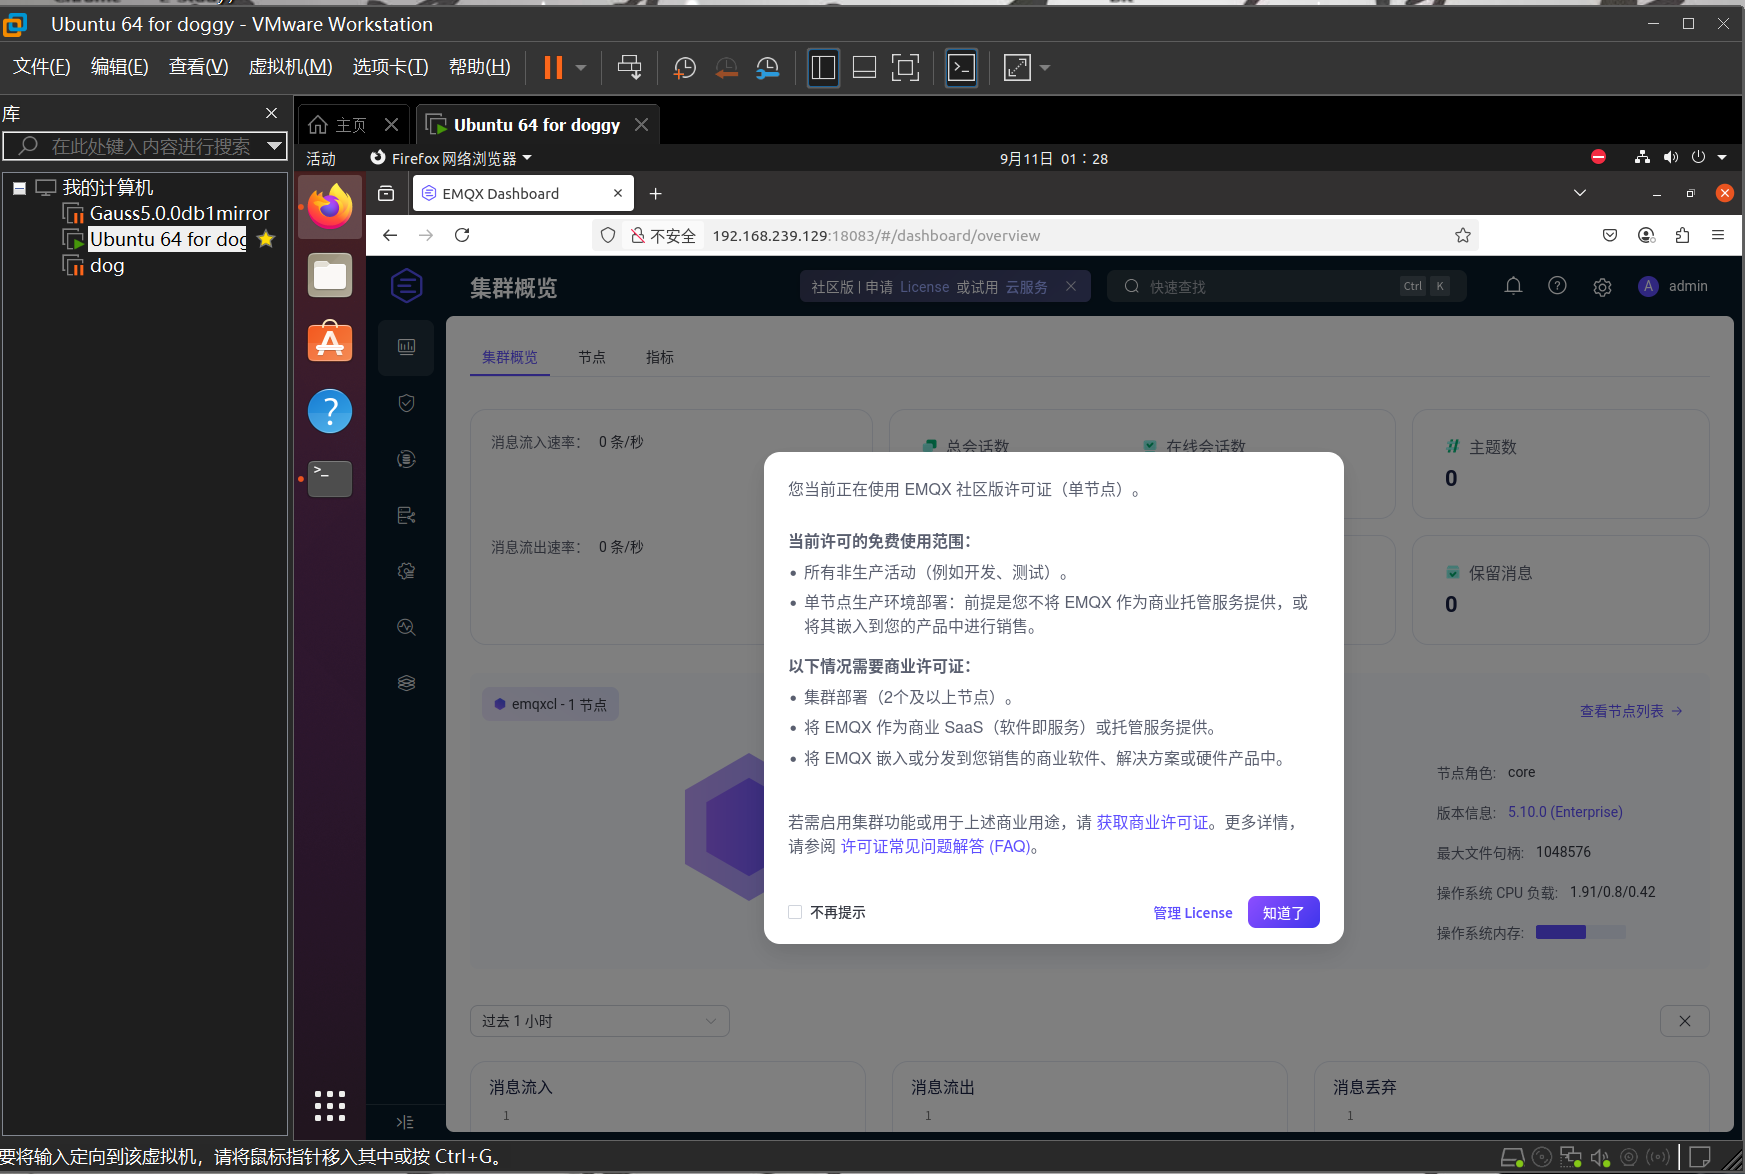 Ubuntu 64 for doggy - VMware Workstation
文件(F) 编辑(E) 查看(V) 虚拟机(M) 选项卡(T) 帮助(H)
库
在此处键入内容进行搜索
我的计算机
Gauss5.0.0db1mirror
Ubuntu 64 for dog
dog
主页
Ubuntu 64 for doggy
活动
Firefox 网络浏览器
9月11日 01：28
EMQX Dashboard
不安全
192.168.239.129:18083/#/dashboard/overview
集群概览
社区版 | 申请 License 或试用 云服务
快速查找
Ctrl K
A admin
集群概览 节点 指标
消息流入速率： 0 条/秒
总会话数
在线会话数
主题数
0
消息流出速率： 0 条/秒
保留消息
0
您当前正在使用 EMQX 社区版许可证（单节点）。
当前许可的免费使用范围：
• 所有非生产活动（例如开发、测试）。
• 单节点生产环境部署：前提是您不将 EMQX 作为商业托管服务提供，或
将其嵌入到您的产品中进行销售。
以下情况需要商业许可证：
• 集群部署（2个及以上节点）。
• 将 EMQX 作为商业 SaaS（软件即服务）或托管服务提供。
• 将 EMQX 嵌入或分发到您销售的商业软件、解决方案或硬件产品中。
若需启用集群功能或用于上述商业用途，请 获取商业许可证。更多详情，
请参阅 许可证常见问题解答 (FAQ)。
不再提示
管理 License
知道了
emqxcl - 1 节点
查看节点列表 →
节点角色： core
版本信息： 5.10.0 (Enterprise)
最大文件句柄： 1048576
操作系统 CPU 负载： 1.91/0.8/0.42
操作系统内存：
过去 1 小时
消息流入
1
消息流出
1
消息丢弃
1
要将输入定向到该虚拟机，请将鼠标指针移入其中或按 Ctrl+G。